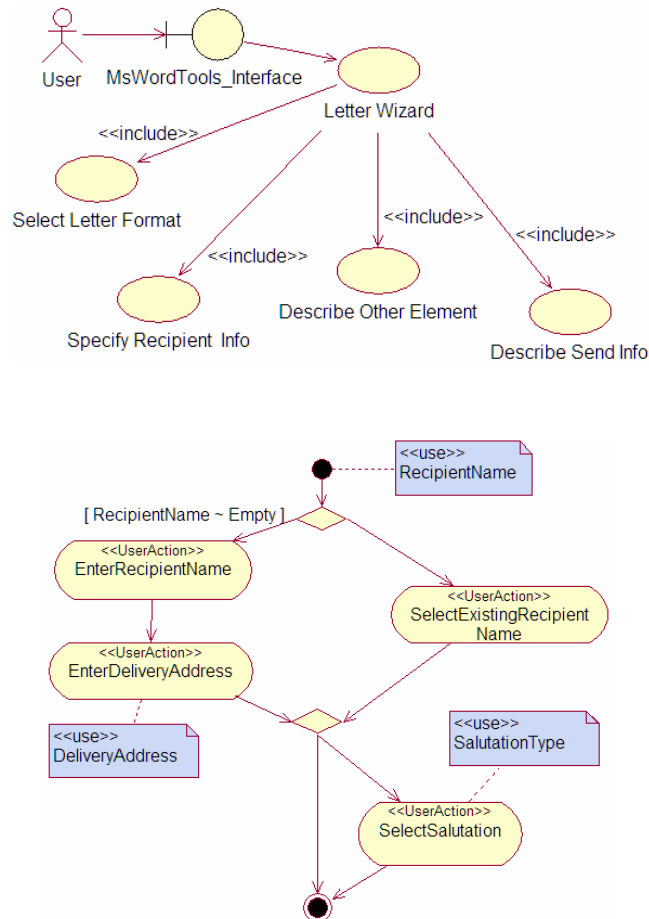 User
MsWordTools_Interface
Letter Wizard
<<include>>
Select Letter Format
<<include>>
<<include>>
<<include>>
Specify Recipient Info
Describe Other Element
Describe Send Info
<<use>>
RecipientName
[ RecipientName ~ Empty ]
<<UserAction>>
EnterRecipientName
<<UserAction>>
SelectExistingRecipient
Name
<<UserAction>>
EnterDeliveryAddress
<<use>>
DeliveryAddress
<<use>>
SalutationType
<<UserAction>>
SelectSalutation